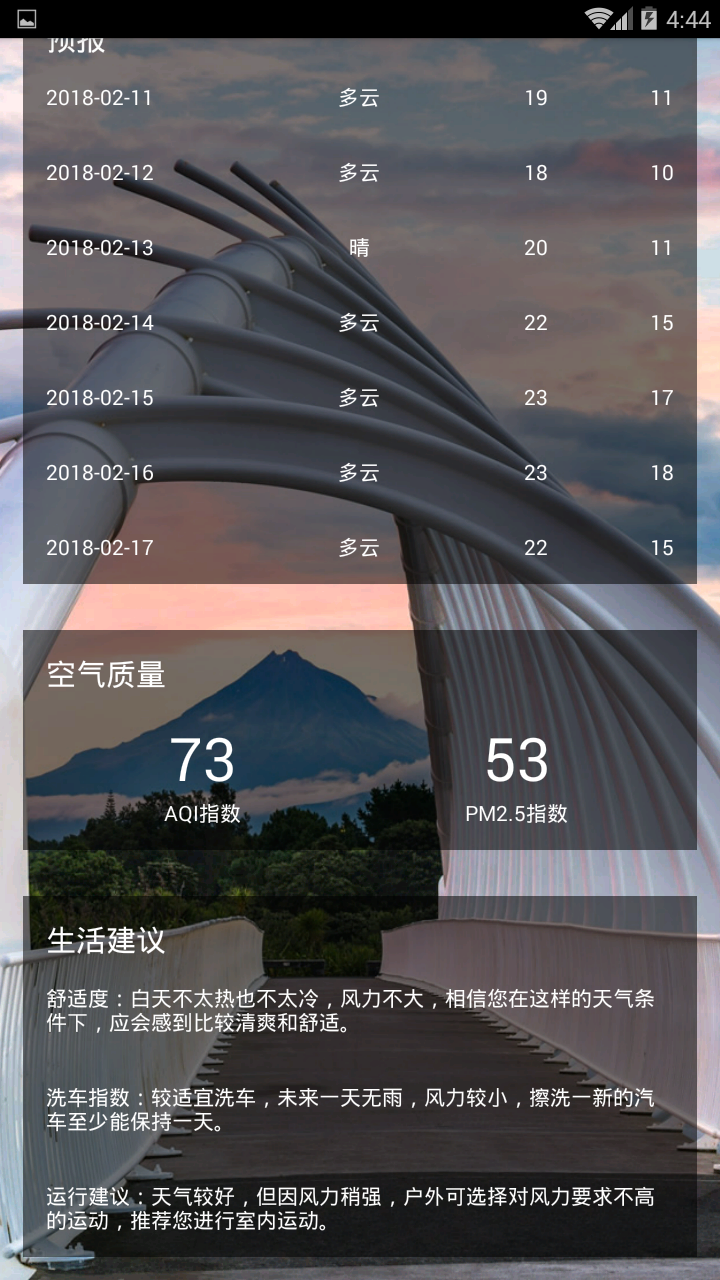 4:44
预报
2018-02-11 多云 19 11
2018-02-12 多云 18 10
2018-02-13 晴 20 11
2018-02-14 多云 22 15
2018-02-15 多云 23 17
2018-02-16 多云 23 18
2018-02-17 多云 22 15
空气质量
73 53
AQI指数 PM2.5指数
生活建议
舒适度：白天不太热也不太冷，风力不大，相信您在这样的天气条
件下，应会感到比较清爽和舒适。
洗车指数：较适宜洗车，未来一天无雨，风力较小，擦洗一新的汽
车至少能保持一天。
运行建议：天气较好，但因风力稍强，户外可选择对风力要求不高
的运动，推荐您进行室内运动。